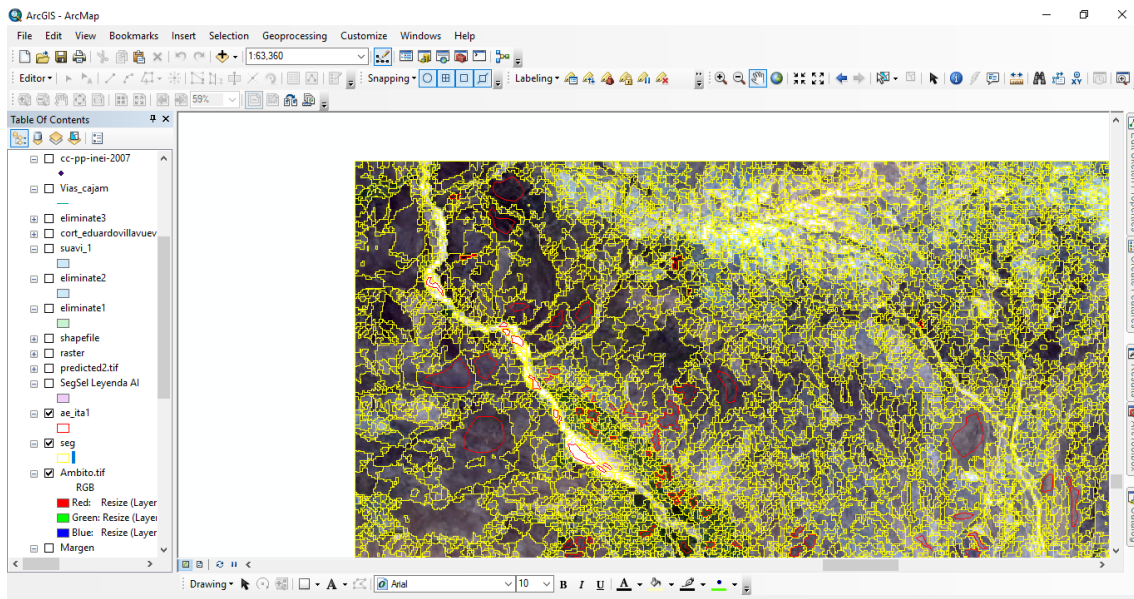 ArcGIS - ArcMap
File Edit View Bookmarks Insert Selection Geoprocessing Customize Windows Help
1:63,360
Editor Snapping Labeling
59%
Table Of Contents
cc-pp-inei-2007
Vias_cajam
eliminate3
cort_eduardovillavuev
suavi_1
eliminate2
eliminate1
shapefile
raster
predicted2.tif
SegSel Leyenda AI
ae_ita1
seg
Ambito.tif
RGB
Red: Resize (Layer
Green: Resize (Layer
Blue: Resize (Layer
Margen
Drawing A Arial 10 B I U A